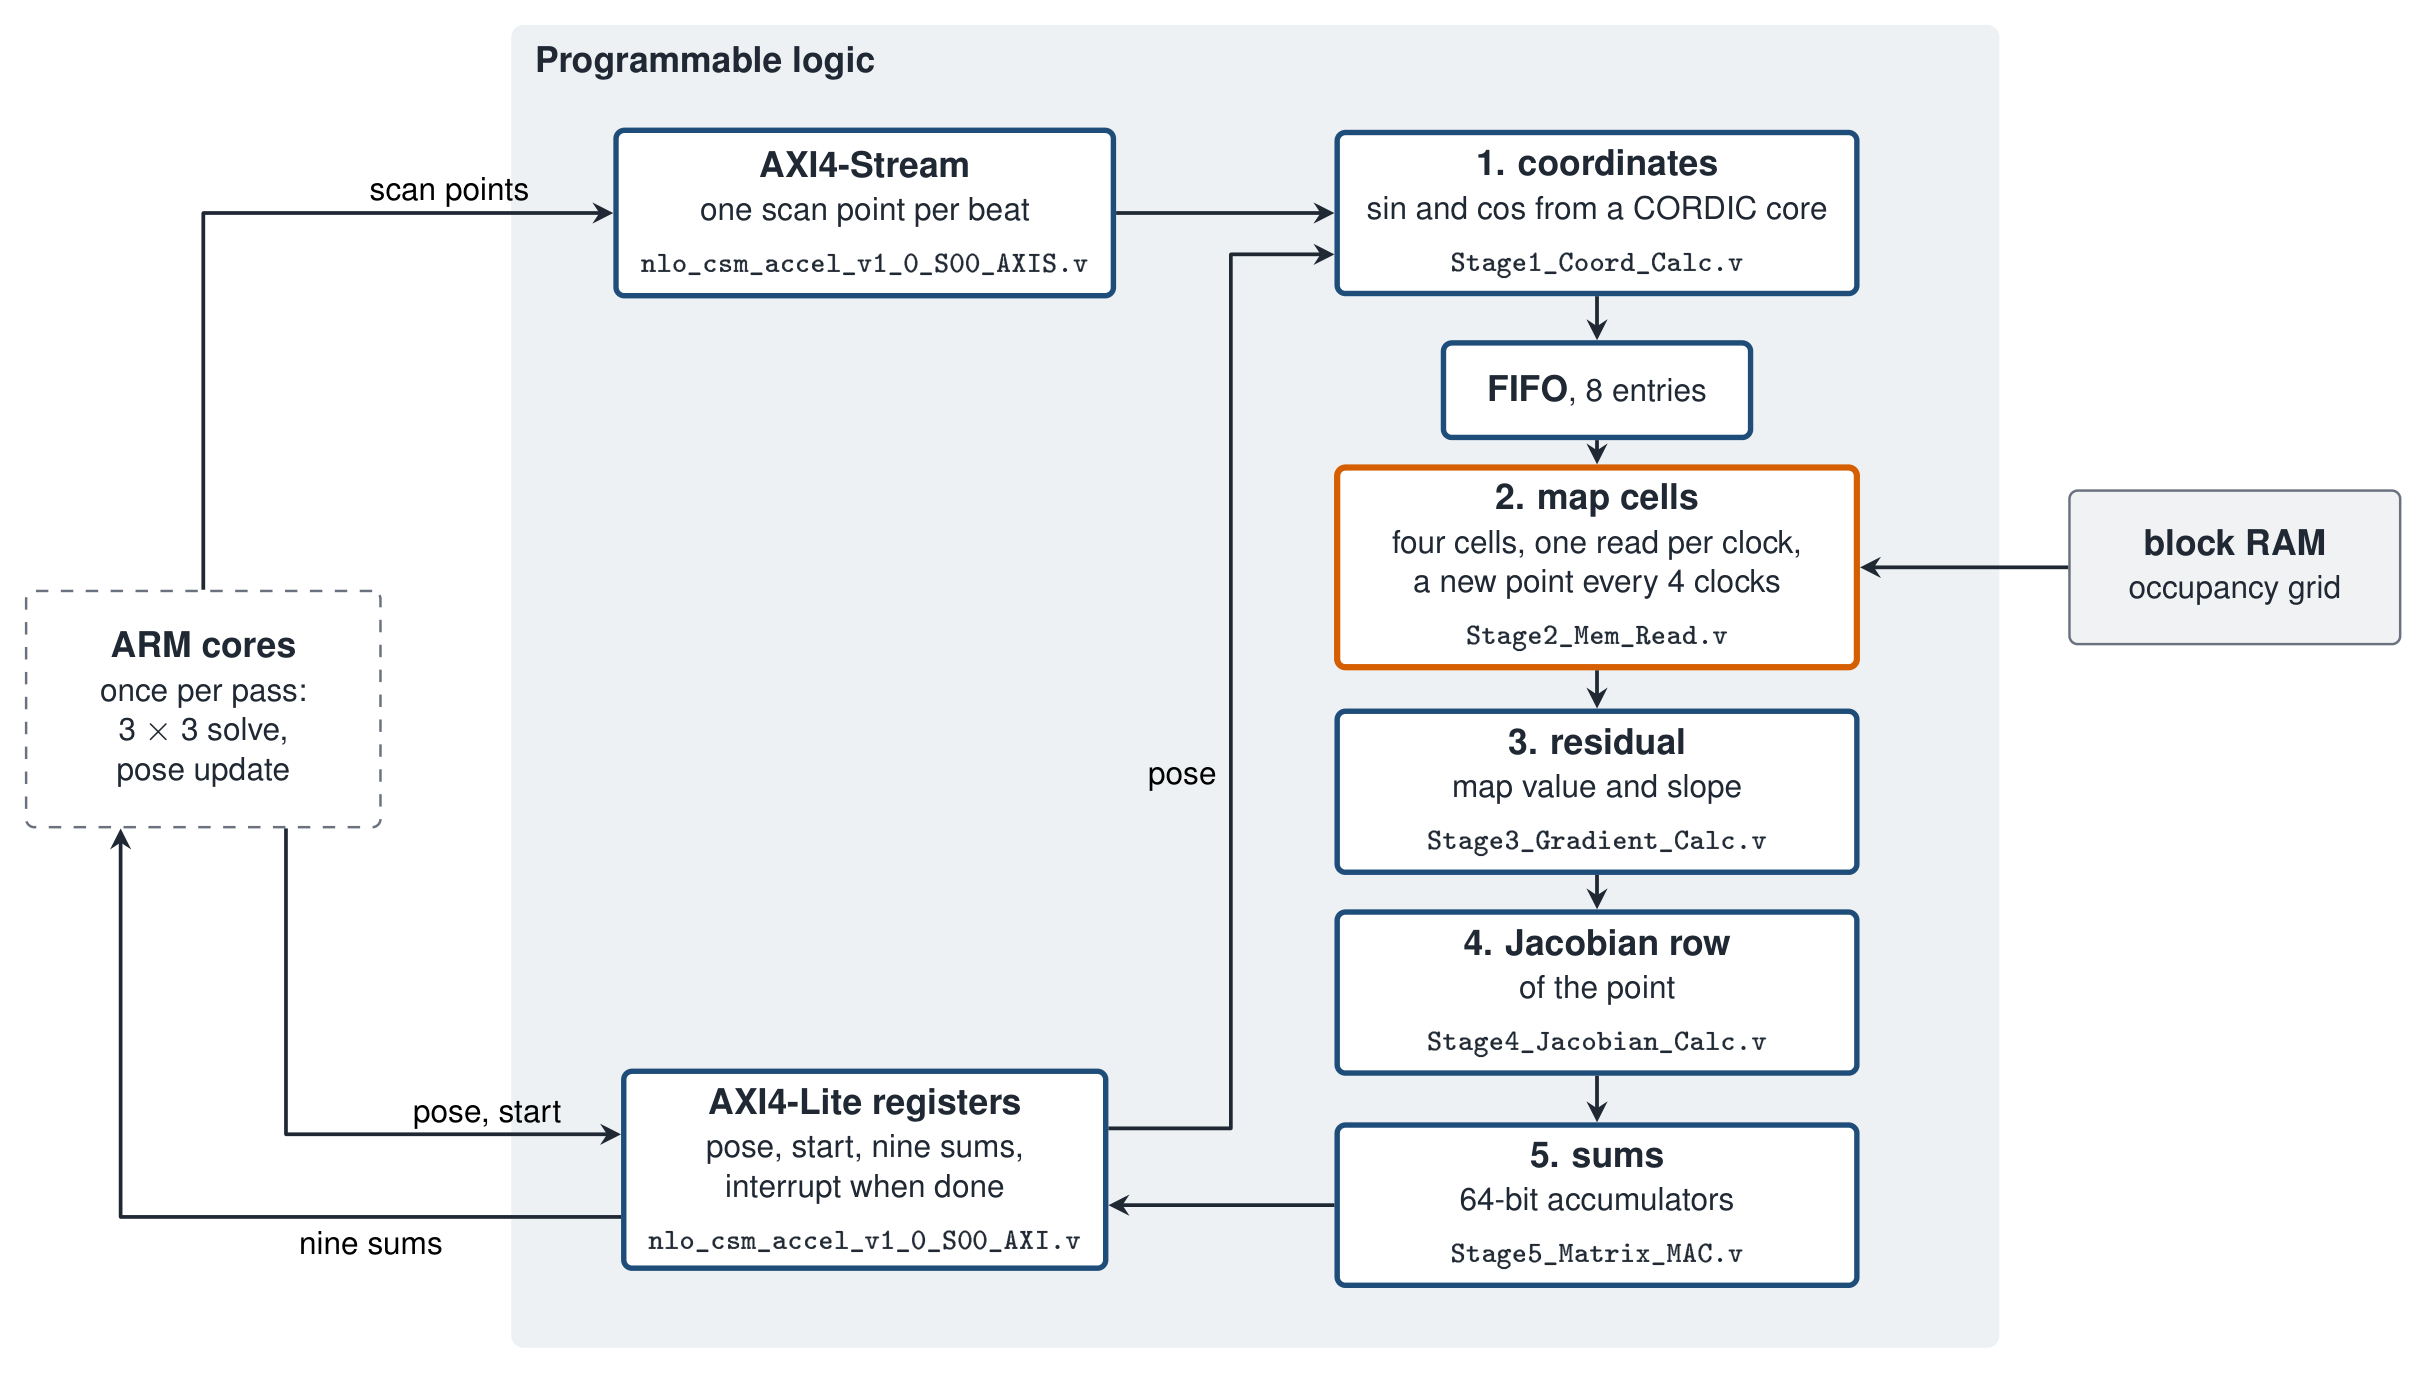 Programmable logic
scan points
AXI4-Stream
one scan point per beat
nlo_csm_accel_v1_0_S00_AXIS.v
1. coordinates
sin and cos from a CORDIC core
Stage1_Coord_Calc.v
FIFO, 8 entries
2. map cells
four cells, one read per clock,
a new point every 4 clocks
Stage2_Mem_Read.v
block RAM
occupancy grid
ARM cores
once per pass:
3 × 3 solve,
pose update
pose
3. residual
map value and slope
Stage3_Gradient_Calc.v
4. Jacobian row
of the point
Stage4_Jacobian_Calc.v
pose, start
AXI4-Lite registers
pose, start, nine sums,
interrupt when done
nlo_csm_accel_v1_0_S00_AXI.v
nine sums
5. sums
64-bit accumulators
Stage5_Matrix_MAC.v